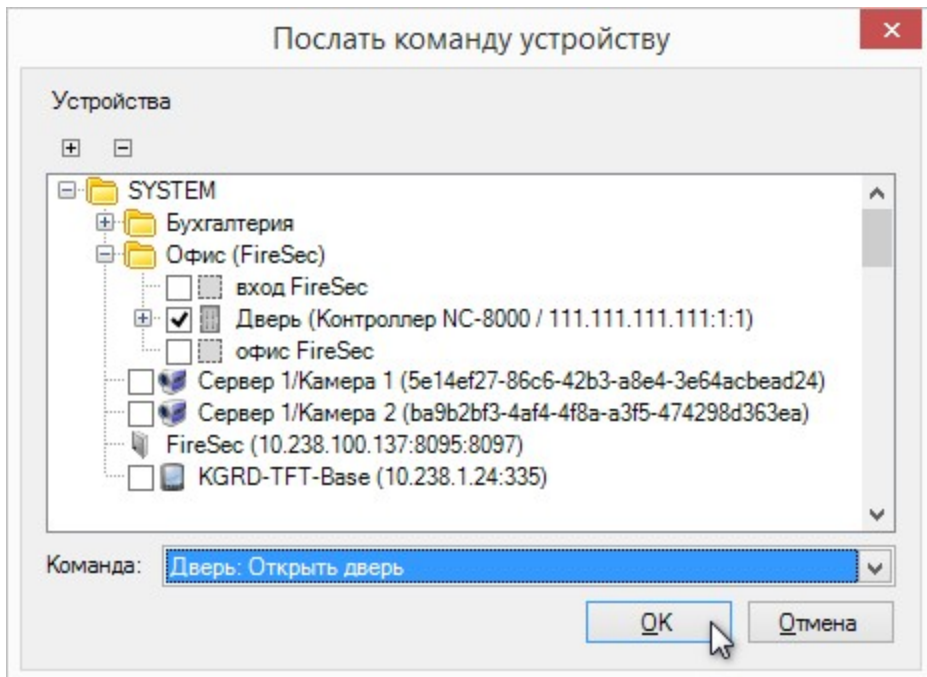 Послать команду устройству
Устройства
SYSTEM
Бухгалтерия
Офис (FireSec)
вход FireSec
Дверь (Контроллер NC-8000 / 111.111.111.111:1:1)
офис FireSec
Сервер 1/Камера 1 (5e14ef27-86c6-42b3-a8e4-3e64acbead24)
Сервер 1/Камера 2 (ba9b2bf3-4af4-4f8a-a3f5-474298d363ea)
FireSec (10.238.100.137:8095:8097)
KGRD-TFT-Base (10.238.1.24:335)
Команда: Дверь: Открыть дверь
OK Отмена